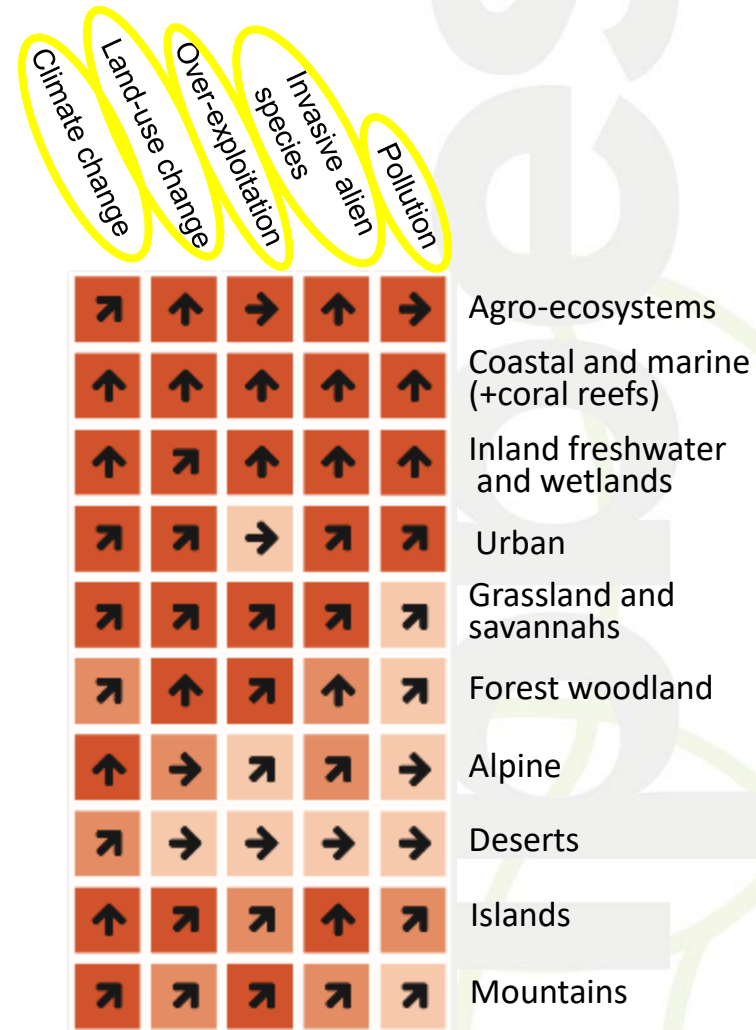 Climate change
Land-use change
Over-exploitation
Invasive alien
species
Pollution
Agro-ecosystems
Coastal and marine
(+coral reefs)
Inland freshwater
and wetlands
Urban
Grassland and
savannahs
Forest woodland
Alpine
Deserts
Islands
Mountains
ipbes